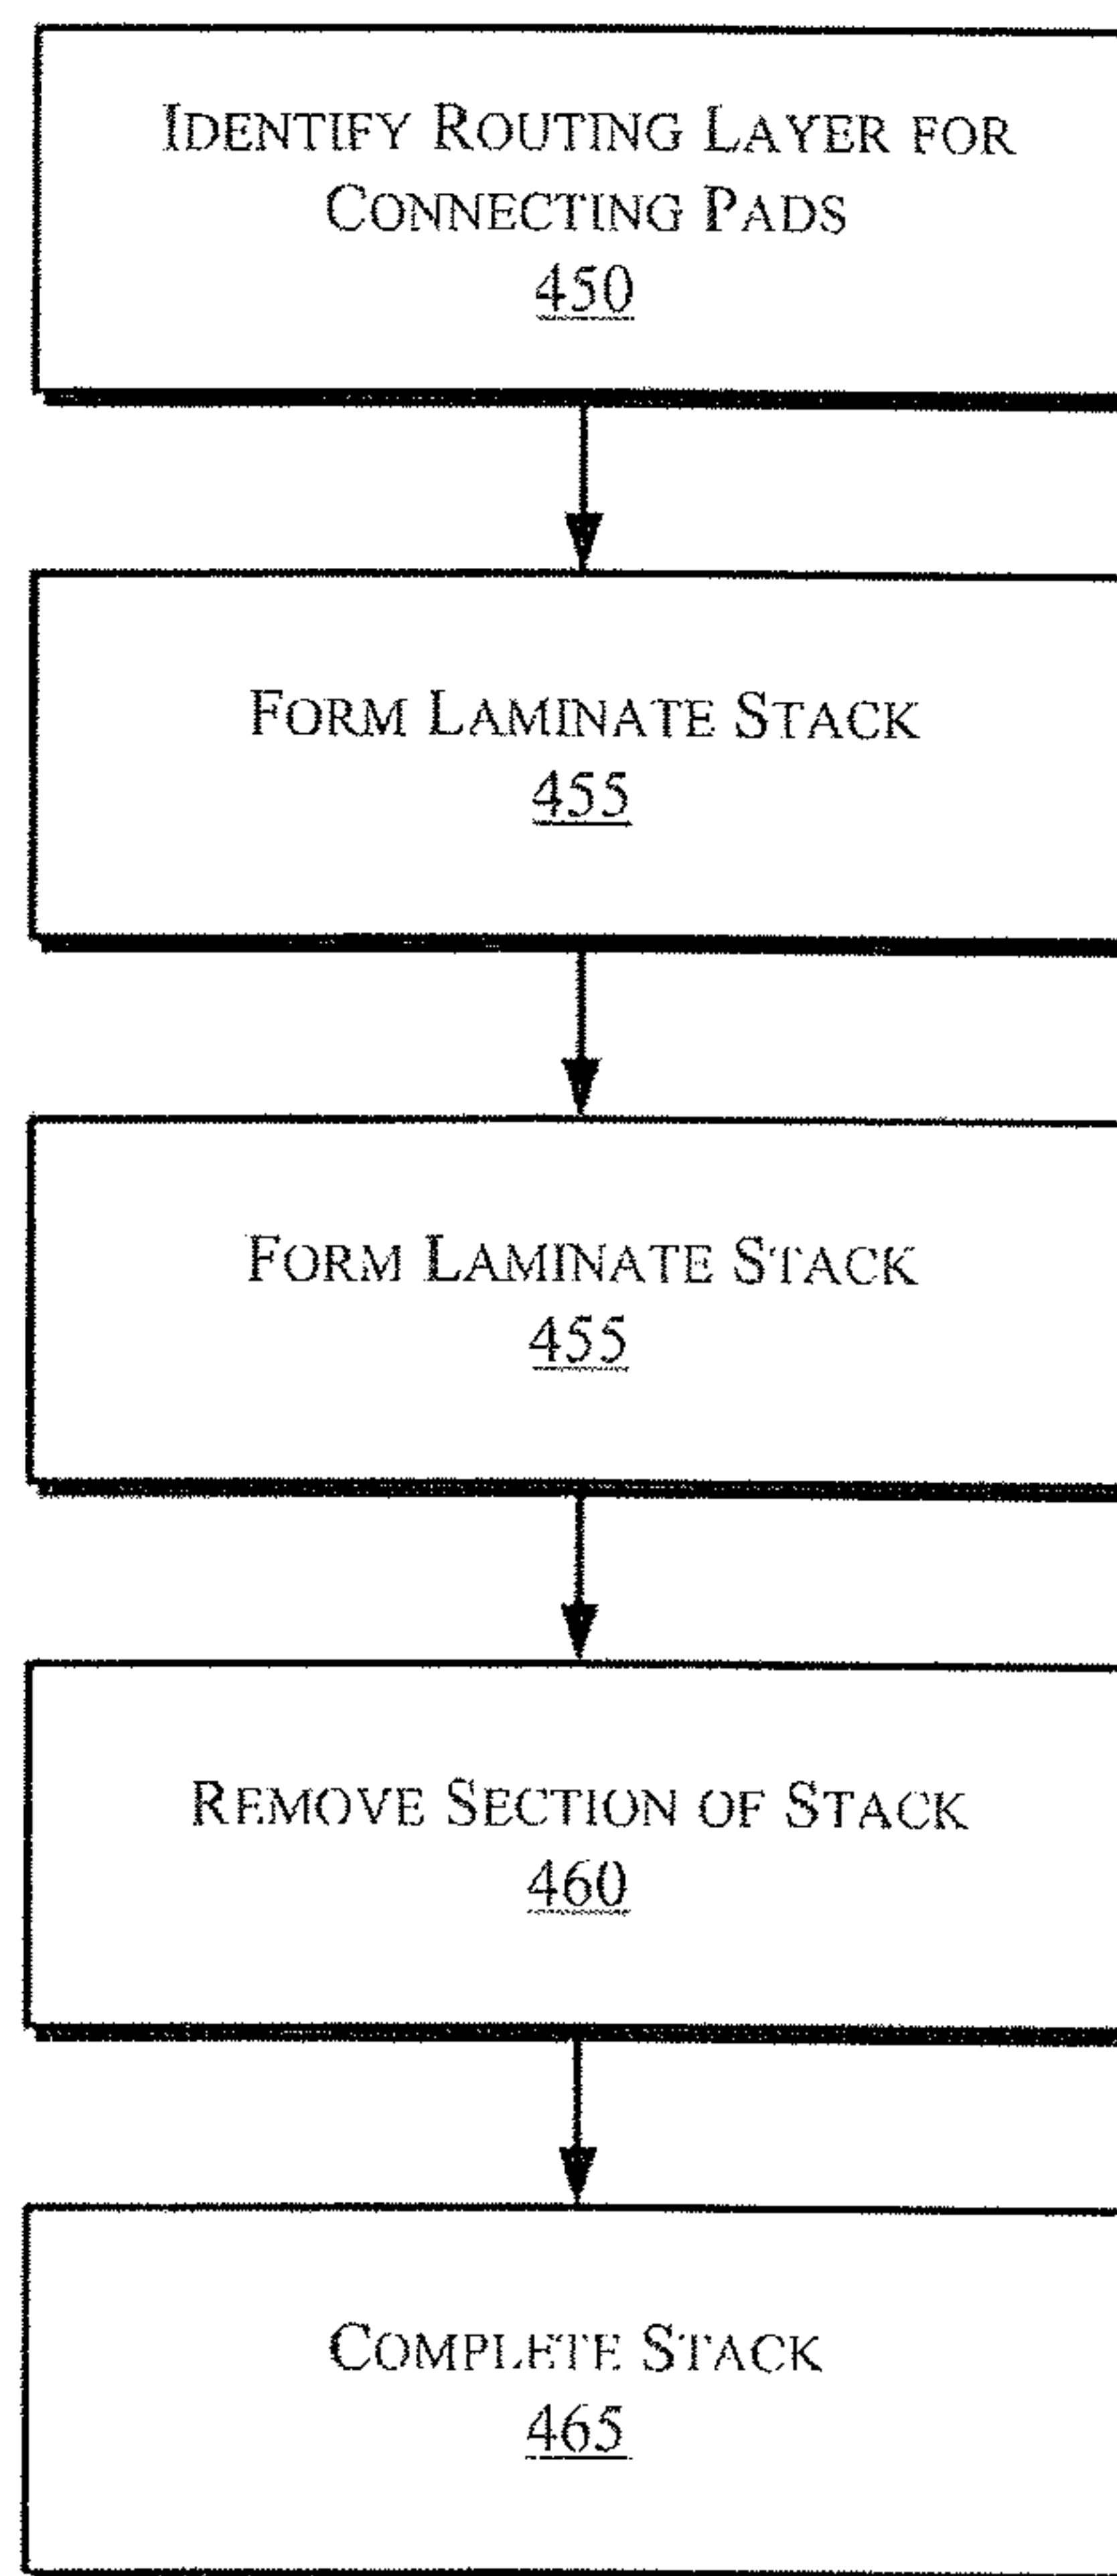 IDENTIFY ROUTING LAYER FOR
CONNECTING PADS
450
FORM LAMINATE STACK
455
FORM LAMINATE STACK
455
REMOVE SECTION OF STACK
460
COMPLETE STACK
465